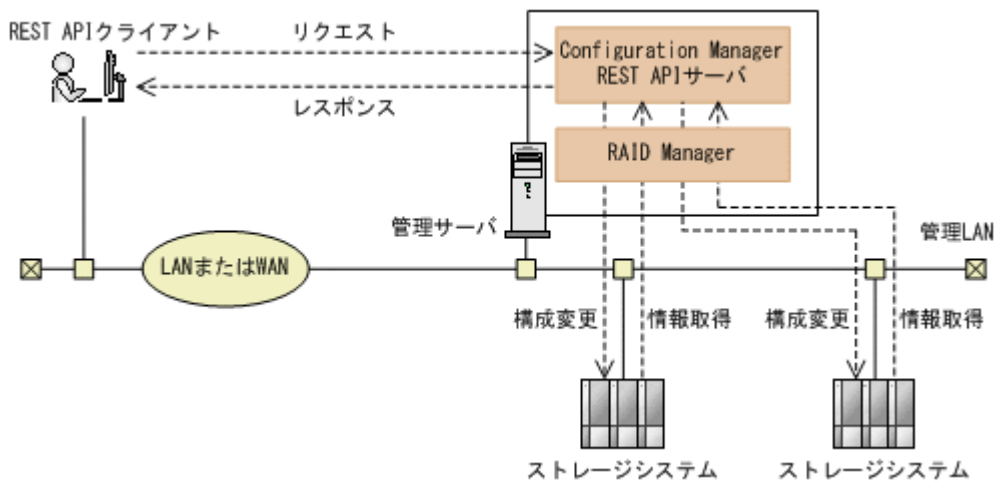 REST APIクライアント
リクエスト
レスポンス
Configuration Manager
REST APIサーバ
RAID Manager
管理サーバ
管理LAN
LANまたはWAN
構成変更
情報取得
構成変更
情報取得
ストレージシステム
ストレージシステム